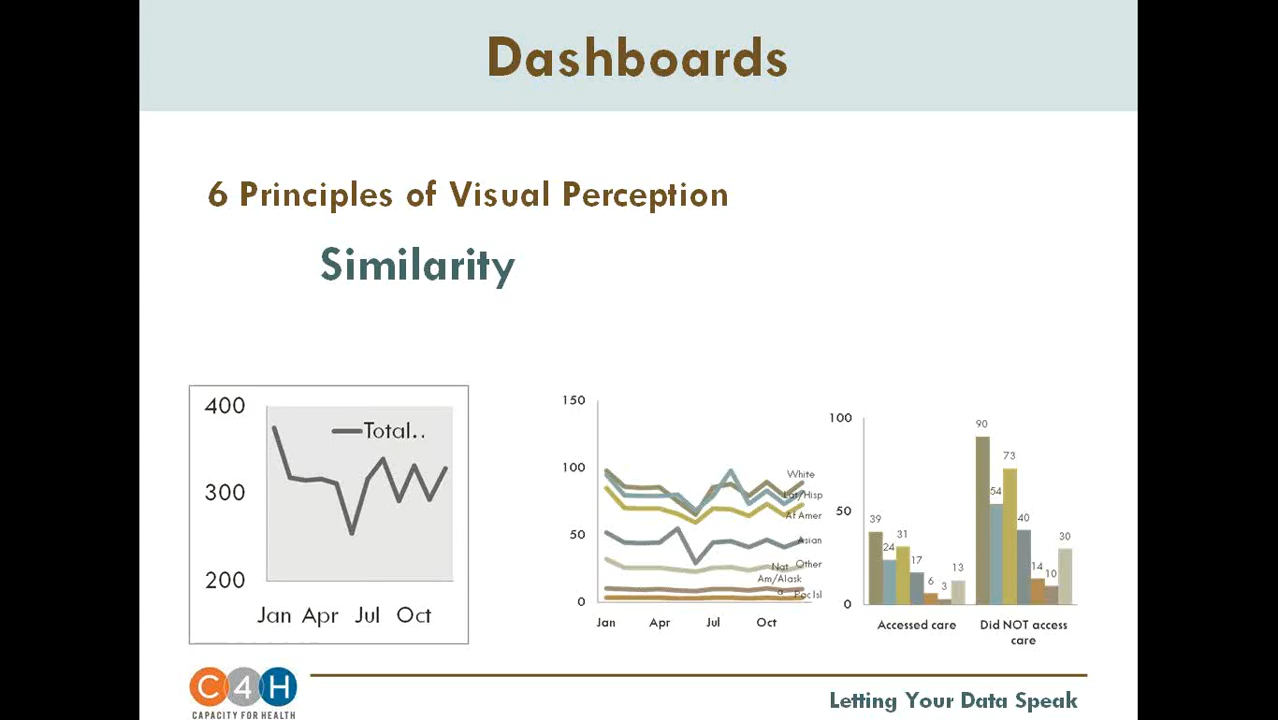 Dashboards
6 Principles of Visual Perception
Similarity
400
300
200
Total..
Jan Apr Jul Oct
150
100
50
0
White
Lat/Hisp
Af Amer
Asian
Other
Nat
Am/Alask
a
Pac Isl
Jan Apr Jul Oct
100
50
0
39
24
31
17
6
3
13
90
54
73
40
14
10
30
Accessed care
Did NOT access
care
C4H
CAPACITY FOR HEALTH
Letting Your Data Speak